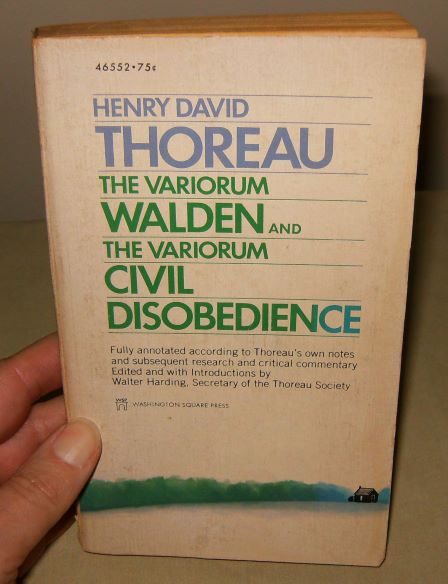 46552•75¢
HENRY DAVID
THOREAU
THE VARIORUM
WALDEN AND
THE VARIORUM
CIVIL
DISOBEDIENCE
Fully annotated according to Thoreau's own notes
and subsequent research and critical commentary
Edited and with Introductions by
Walter Harding, Secretary of the Thoreau Society
WSP
WASHINGTON SQUARE PRESS